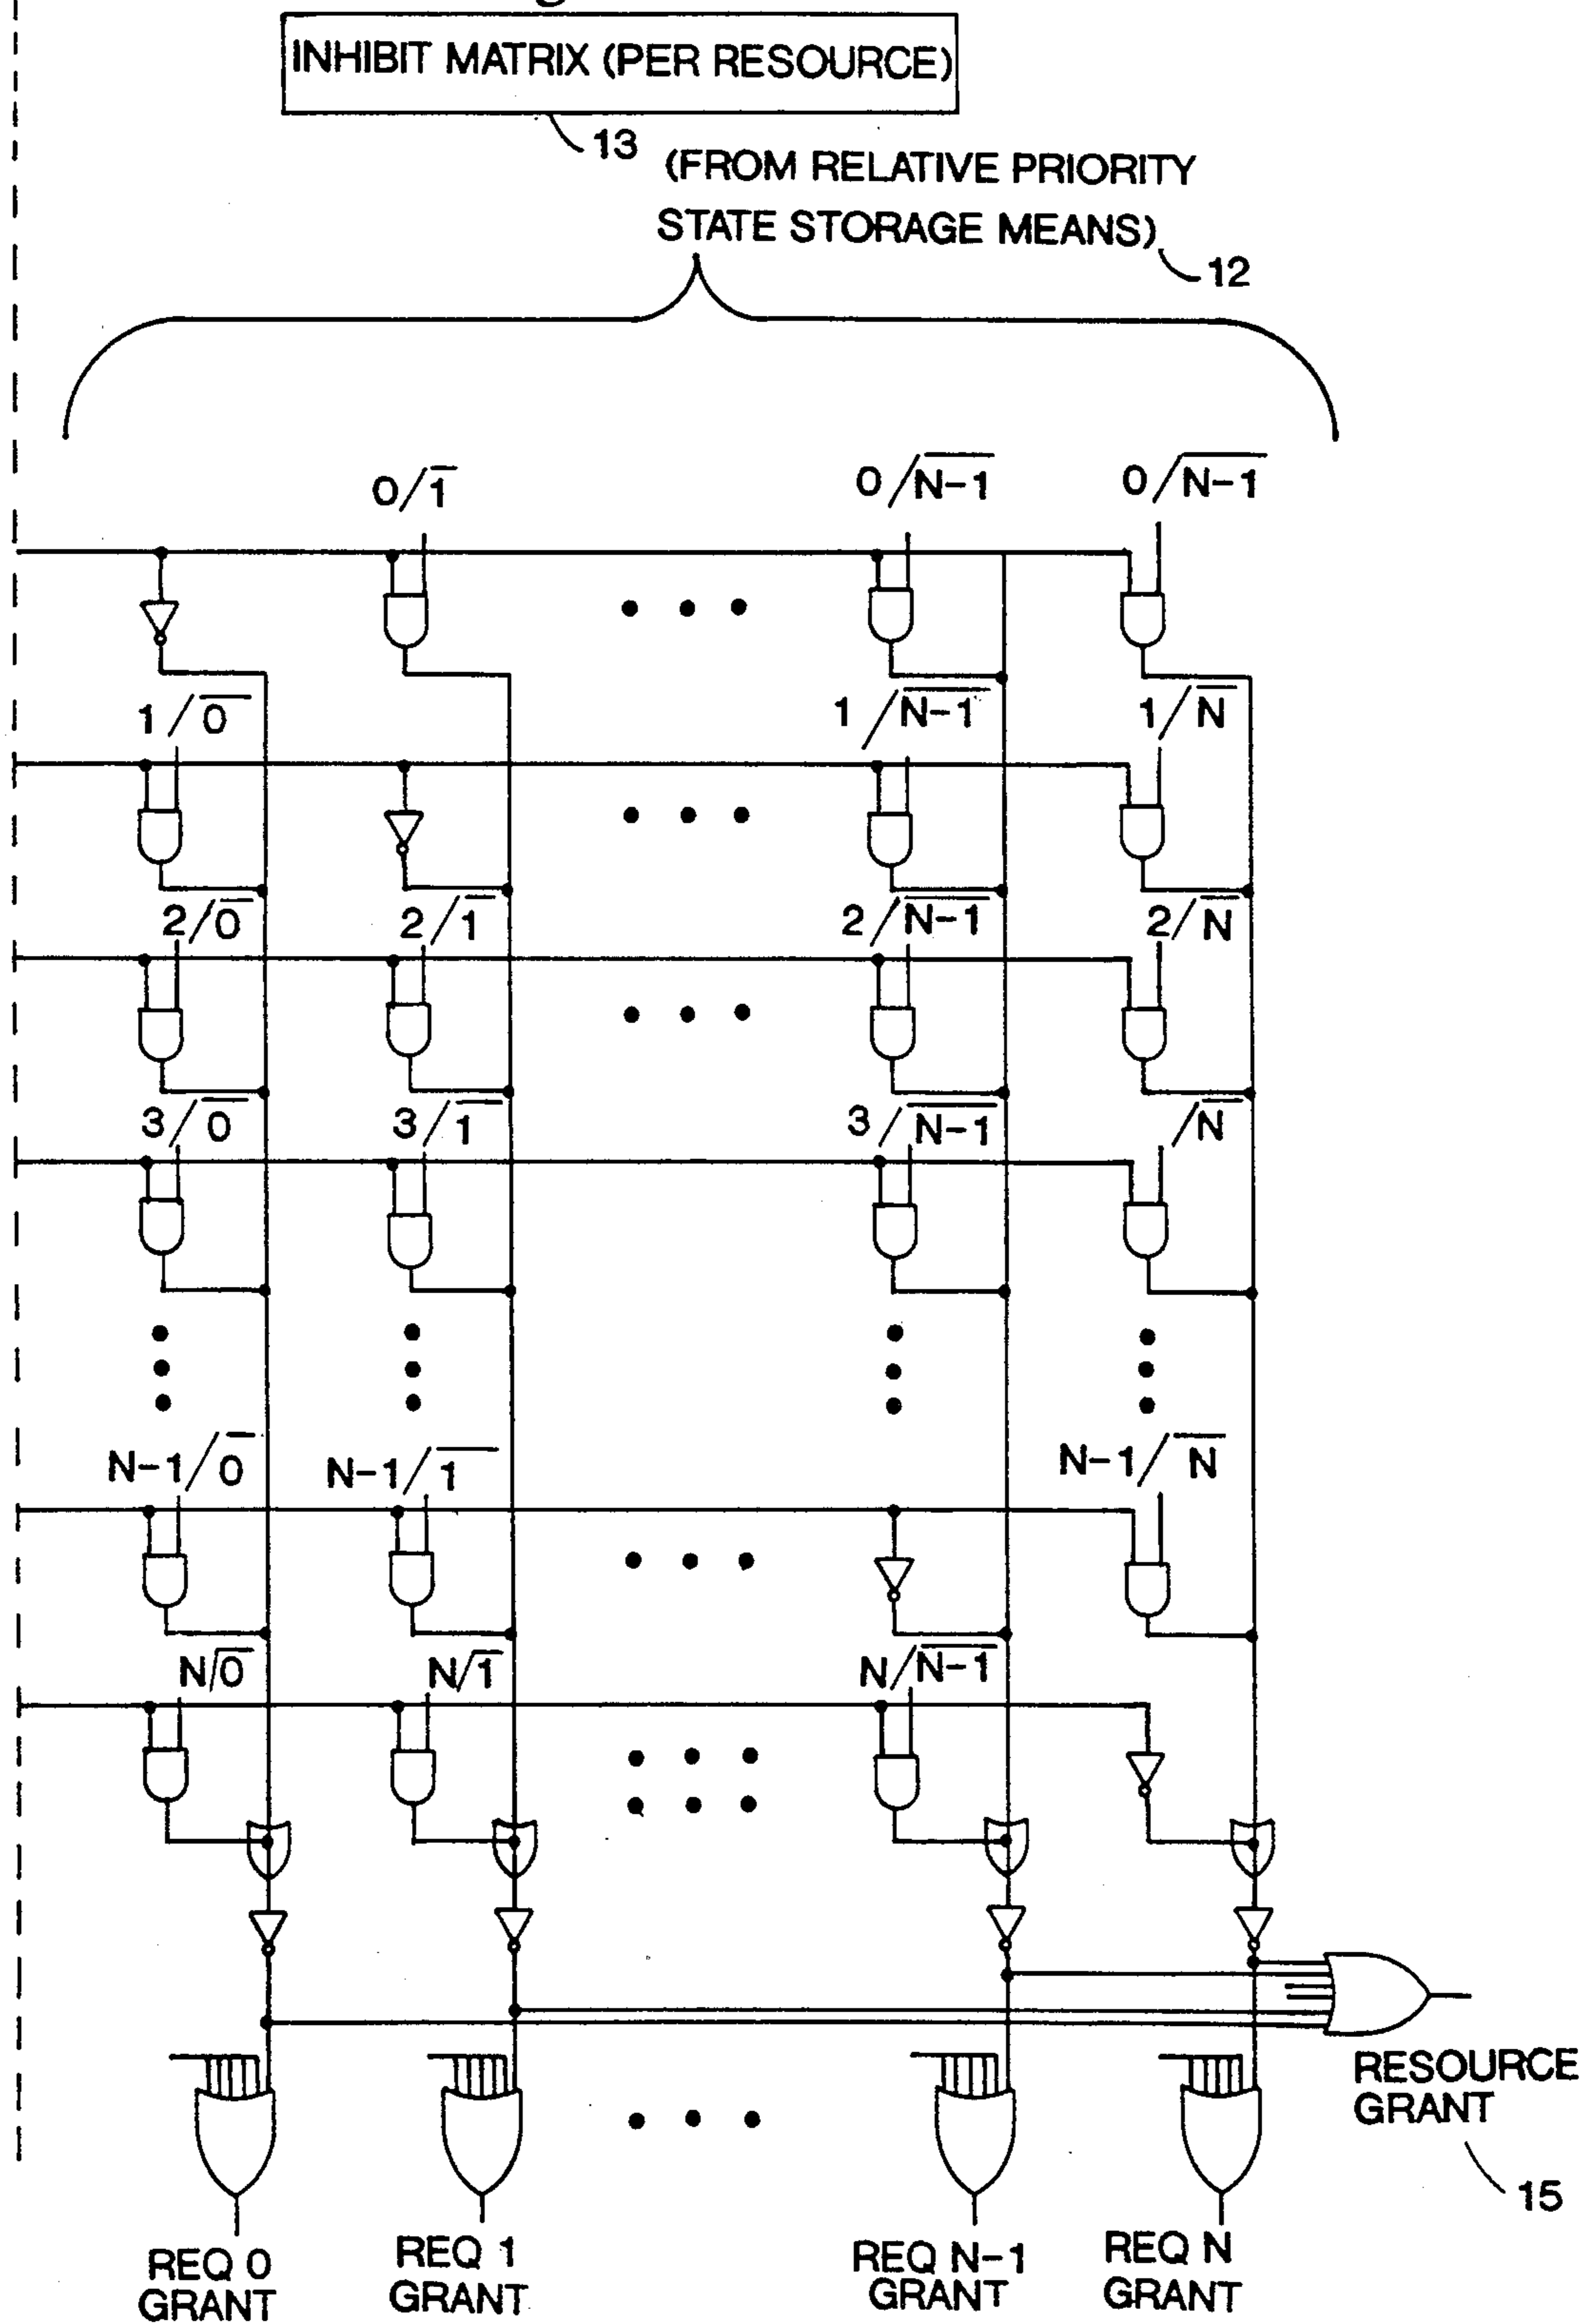 INHIBIT MATRIX (PER RESOURCE)
13
(FROM RELATIVE PRIORITY
STATE STORAGE MEANS)
12
0/1̅ 0/N̅-̅1̅ 0/N̅-̅1̅
1/0̅ 1/N̅-̅1̅ 1/N̅
2/0̅ 2/1̅ 2/N̅-̅1̅ 2/N̅
3/0̅ 3/1̅ 3/N̅-̅1̅ /N̅
N-1/0̅ N-1/1̅ N-1/N̅
N/0̅ N/1̅ N/N̅-̅1̅
RESOURCE
GRANT
15
REQ 0
GRANT
REQ 1
GRANT
REQ N-1
GRANT
REQ N
GRANT